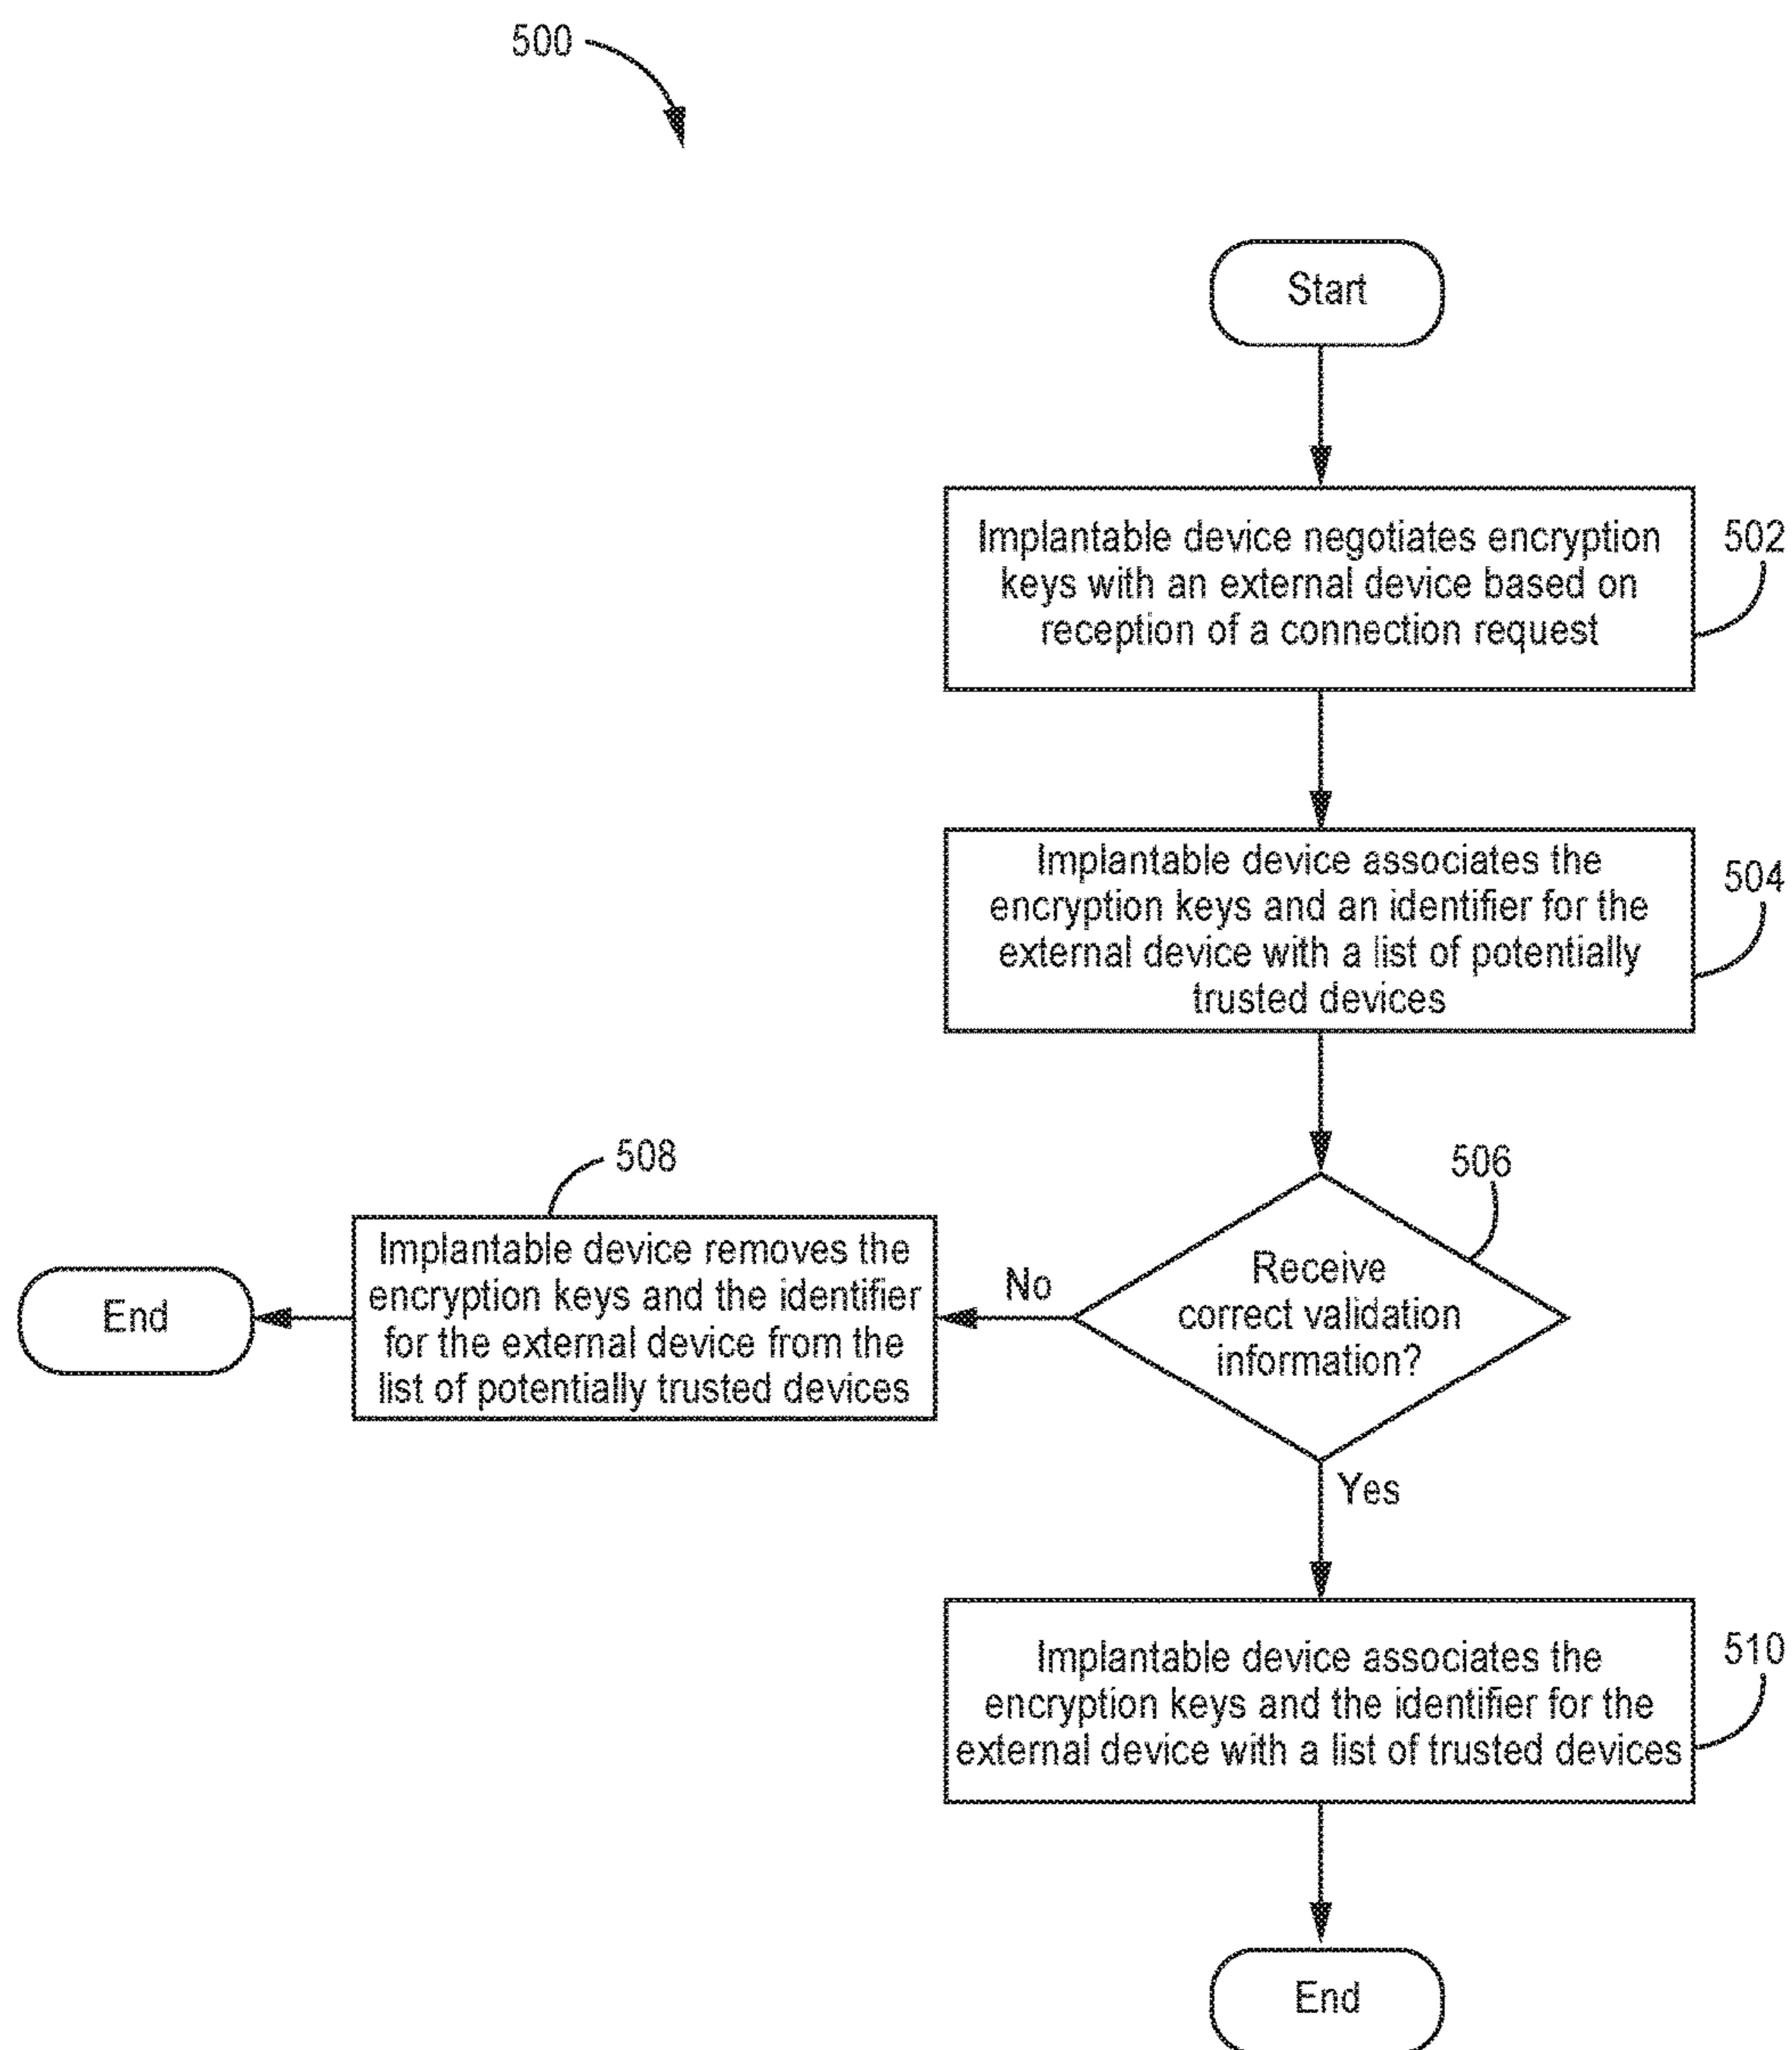 500
Start
Implantable device negotiates encryption
keys with an external device based on
reception of a connection request
502
Implantable device associates the
encryption keys and an identifier for the
external device with a list of potentially
trusted devices
504
508
506
Implantable device removes the
encryption keys and the identifier
for the external device from the
list of potentially trusted devices
End
No
Receive
correct validation
information?
Yes
Implantable device associates the
encryption keys and the identifier for the
external device with a list of trusted devices
510
End